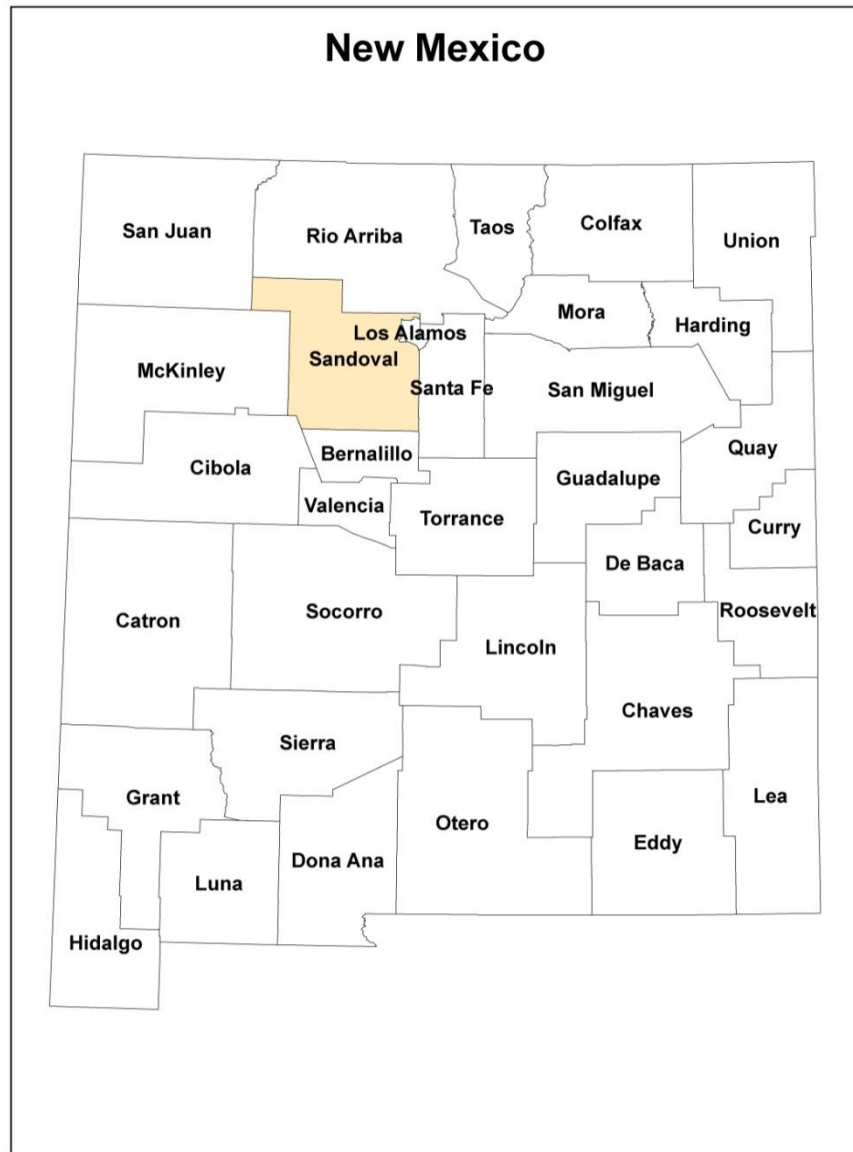 New Mexico
San Juan
Rio Arriba
Taos
Colfax
Union
Mora
Harding
Los Alamos
Sandoval
McKinley
Santa Fe
San Miguel
Quay
Cibola
Bernalillo
Guadalupe
Valencia
Torrance
Curry
De Baca
Roosevelt
Catron
Socorro
Lincoln
Chaves
Sierra
Grant
Lea
Otero
Eddy
Dona Ana
Luna
Hidalgo